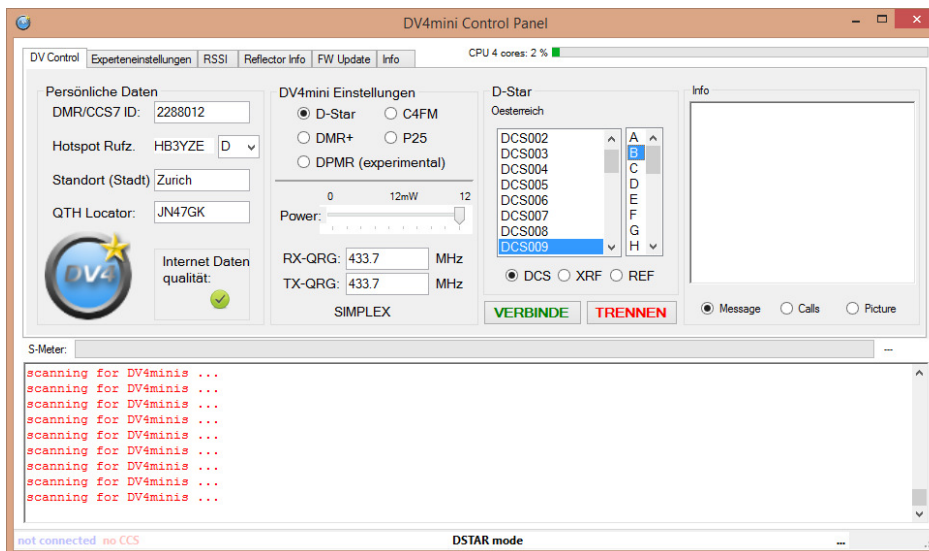 DV4mini Control Panel
DV Control Experteneinstellungen RSSI Reflector Info FW Update Info
CPU 4 cores: 2 %
Persönliche Daten
DMR/CCS7 ID: 2288012
Hotspot Rufz. HB3YZE D
Standort (Stadt) Zurich
QTH Locator: JN47GK
DV4
Internet Daten
qualität:
DV4mini Einstellungen
D-Star C4FM
DMR+ P25
DPMR (experimental)
0 12mW 12
Power:
RX-QRG: 433.7 MHz
TX-QRG: 433.7 MHz
SIMPLEX
D-Star
Oesterreich
DCS002 A
DCS003 B
DCS004 C
DCS005 D
DCS006 E
DCS007 F
DCS008 G
DCS009 H
DCS XRF REF
VERBINDE TRENNEN
Info
Message Calls Picture
S-Meter: ---
scanning for DV4minis ...
scanning for DV4minis ...
scanning for DV4minis ...
scanning for DV4minis ...
scanning for DV4minis ...
scanning for DV4minis ...
scanning for DV4minis ...
scanning for DV4minis ...
scanning for DV4minis ...
not connected no CCS DSTAR mode ...